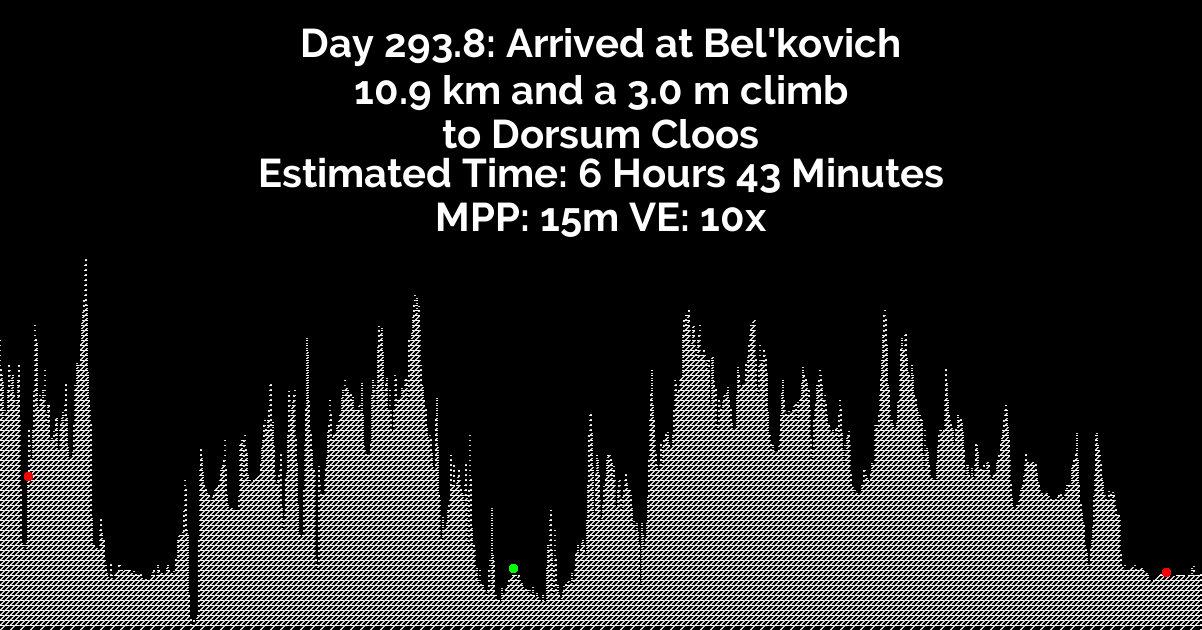 Day 293.8: Arrived at Bel'kovich
10.9 km and a 3.0 m climb
to Dorsum Cloos
Estimated Time: 6 Hours 43 Minutes
MPP: 15m VE: 10x